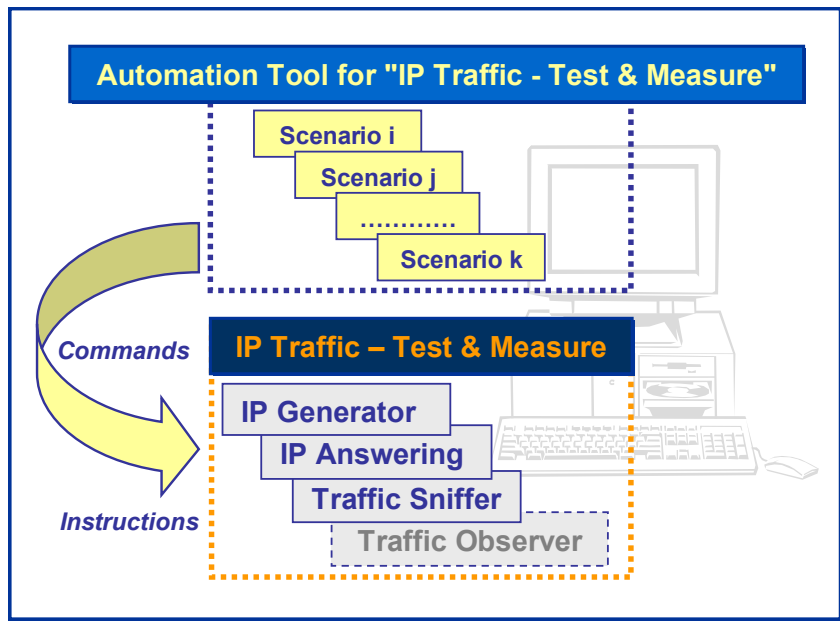 Automation Tool for "IP Traffic - Test & Measure"
Scenario i
Scenario j
............
Scenario k
Commands
IP Traffic – Test & Measure
IP Generator
IP Answering
Traffic Sniffer
Instructions
Traffic Observer